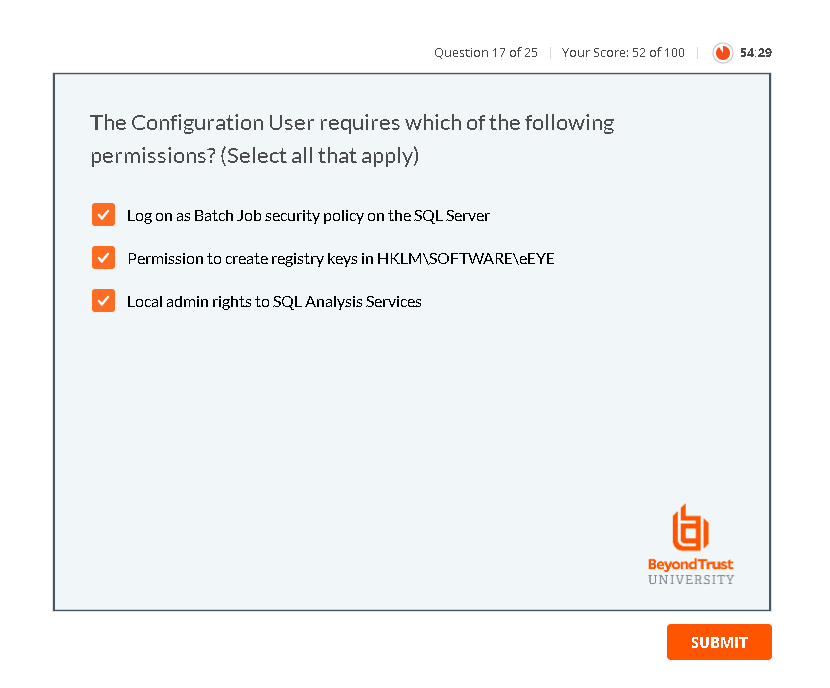 Question 17 of 25 | Your Score: 52 of 100 | 54:29
The Configuration User requires which of the following
permissions? (Select all that apply)
Log on as Batch Job security policy on the SQL Server
Permission to create registry keys in HKLM\SOFTWARE\eEYE
Local admin rights to SQL Analysis Services
BeyondTrust
UNIVERSITY
SUBMIT